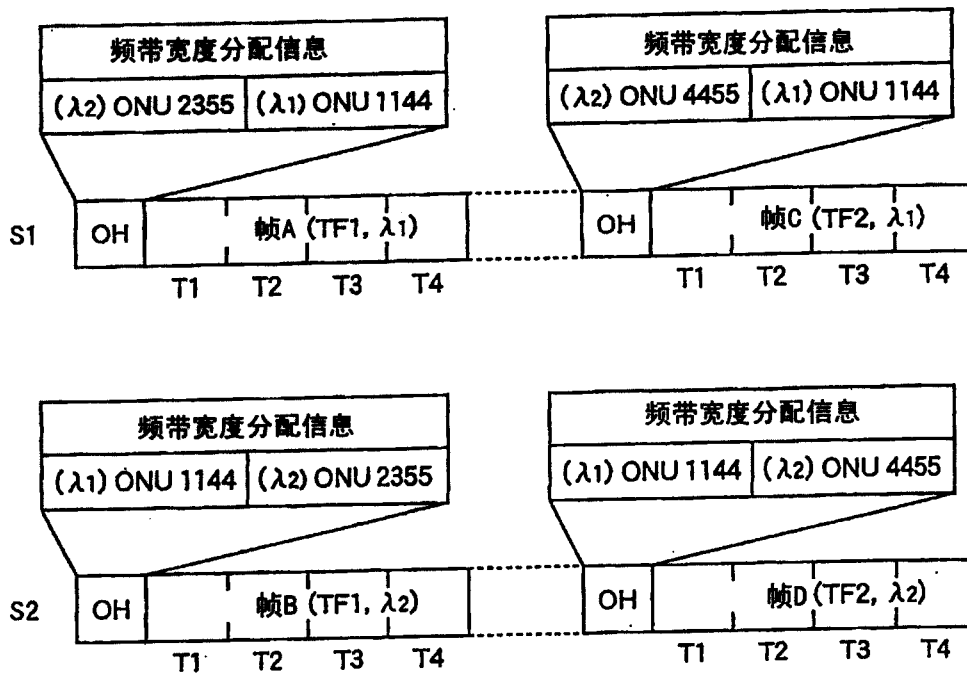 频带宽度分配信息
(λ2) ONU 2355 (λ1) ONU 1144
频带宽度分配信息
(λ2) ONU 4455 (λ1) ONU 1144
S1 OH 帧A (TF1, λ1) OH 帧C (TF2, λ1)
T1 T2 T3 T4 T1 T2 T3 T4
频带宽度分配信息
(λ1) ONU 1144 (λ2) ONU 2355
频带宽度分配信息
(λ1) ONU 1144 (λ2) ONU 4455
S2 OH 帧B (TF1, λ2) OH 帧D (TF2, λ2)
T1 T2 T3 T4 T1 T2 T3 T4